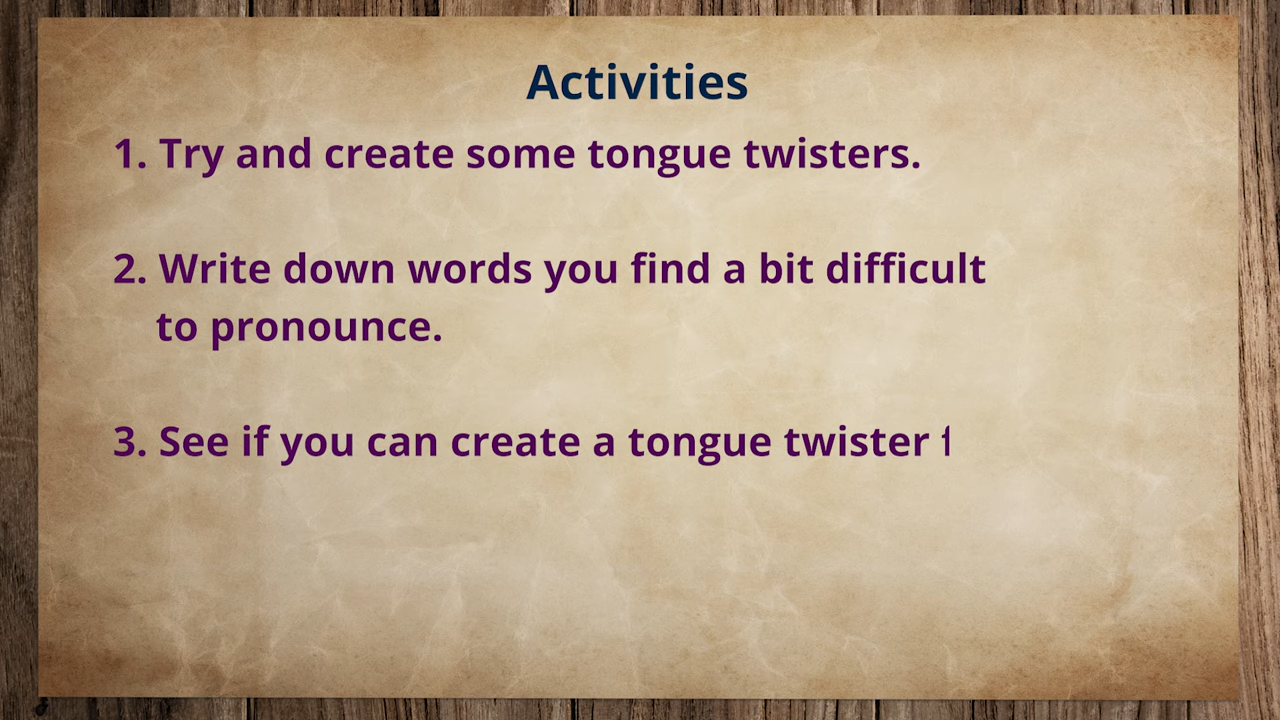 Activities
1. Try and create some tongue twisters.
2. Write down words you find a bit difficult
to pronounce.
3. See if you can create a tongue twister